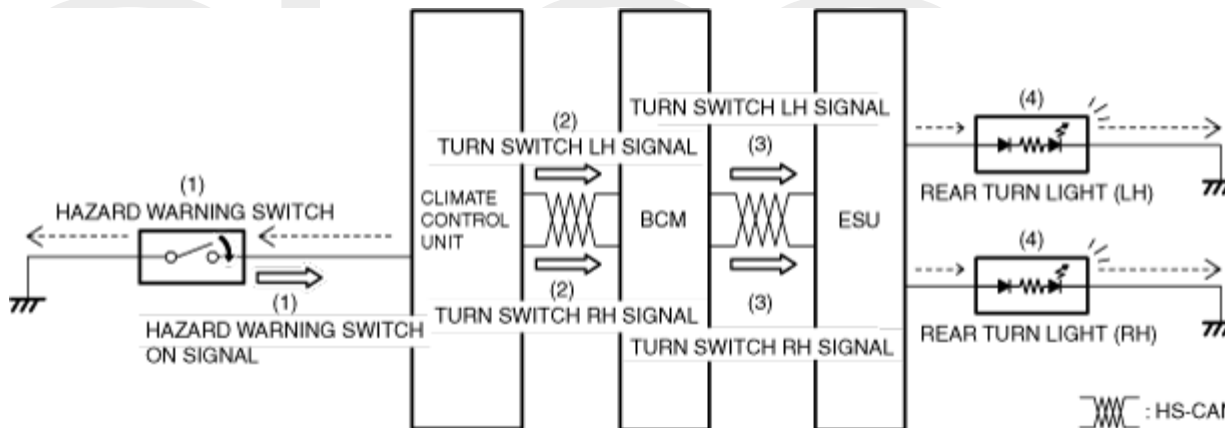 (1)
HAZARD WARNING SWITCH
(1)
HAZARD WARNING SWITCH
ON SIGNAL
CLIMATE
CONTROL
UNIT
(2)
TURN SWITCH LH SIGNAL
(2)
TURN SWITCH RH SIGNAL
BCM
TURN SWITCH LH SIGNAL
(3)
(3)
TURN SWITCH RH SIGNAL
ESU
(4)
REAR TURN LIGHT (LH)
(4)
REAR TURN LIGHT (RH)
: HS-CAN